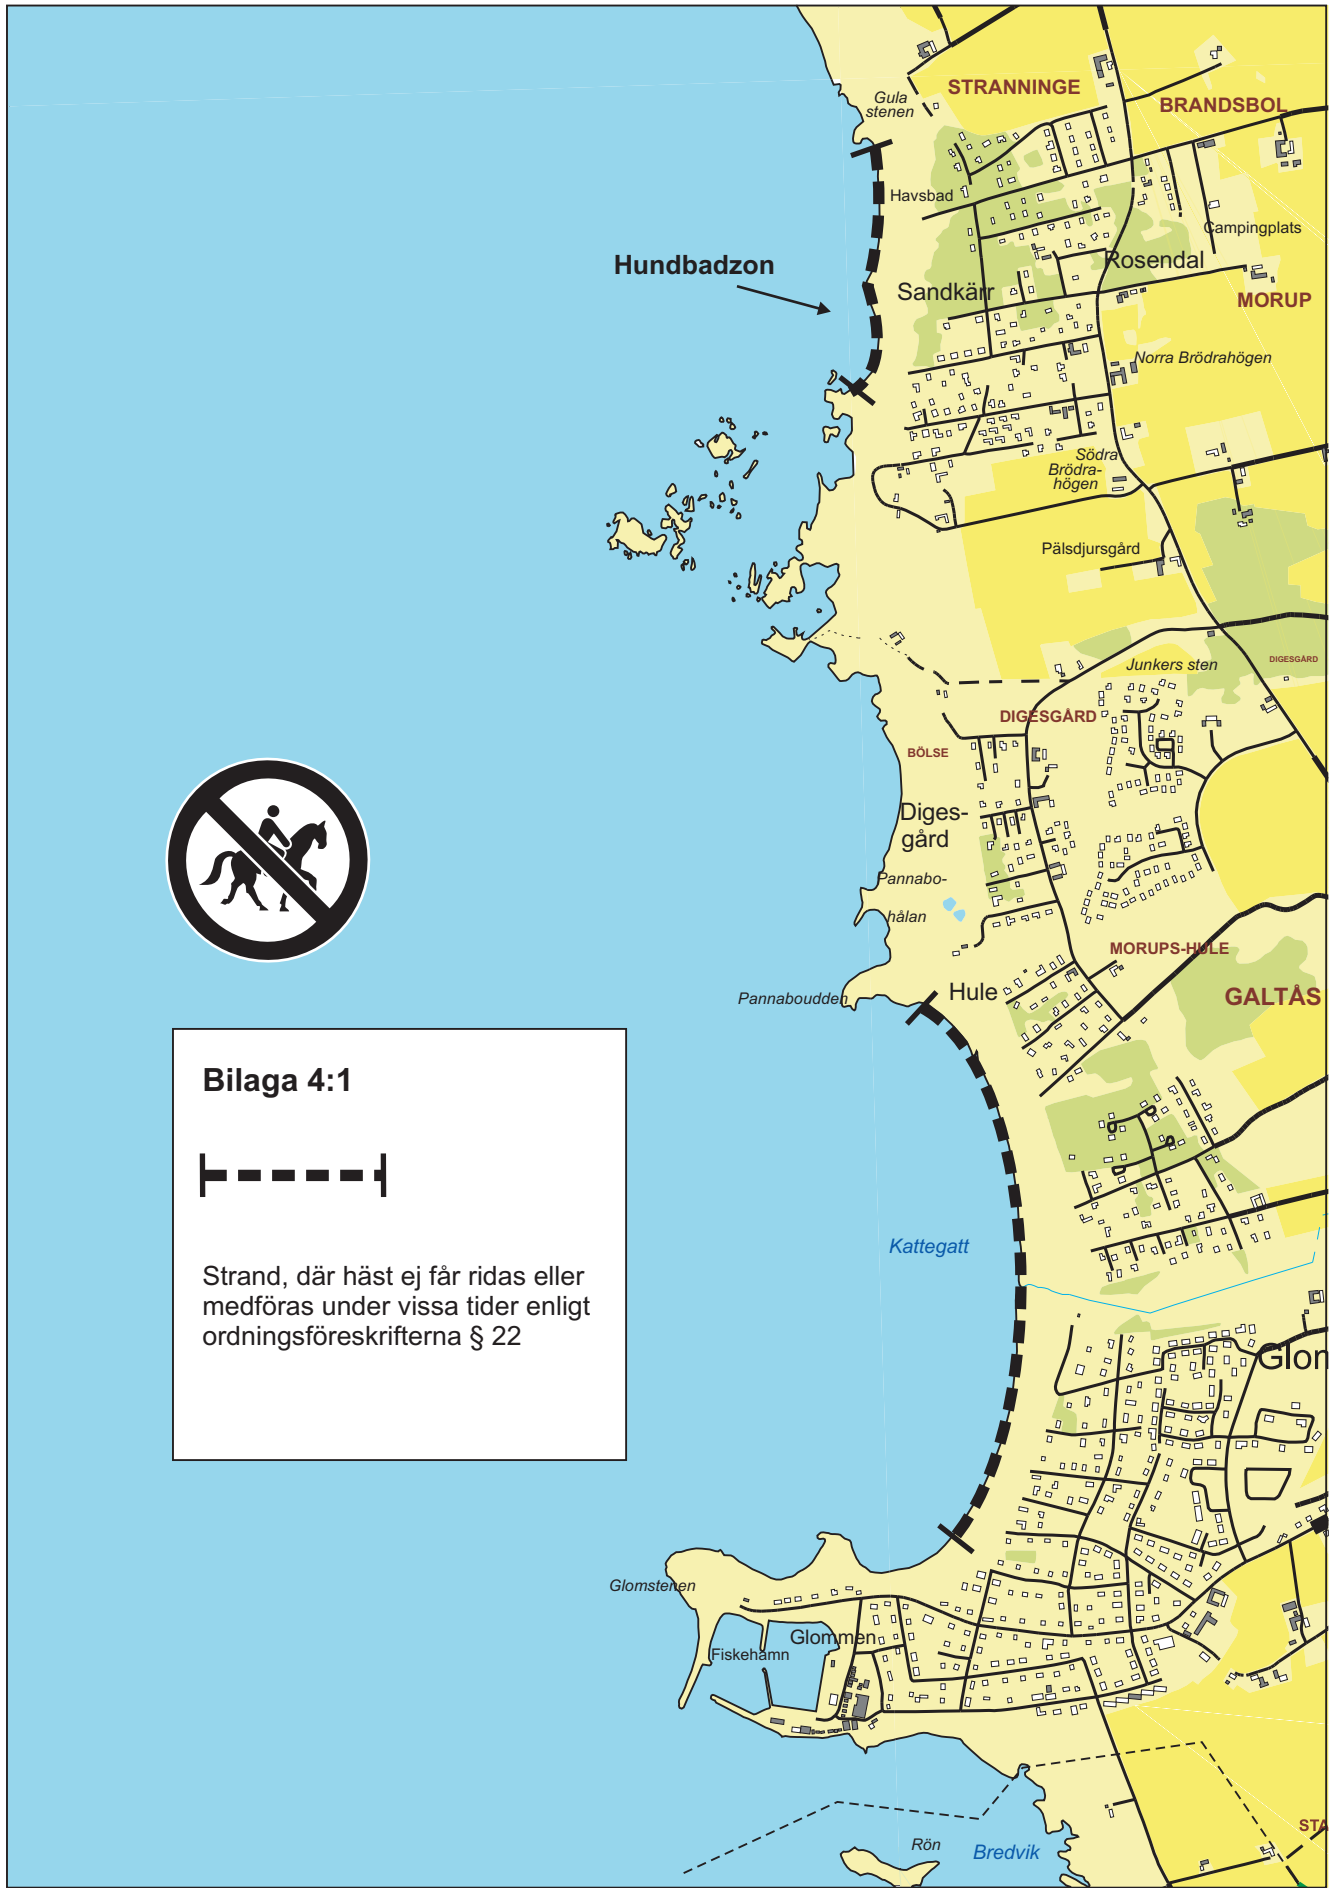 STRANNINGE
Gula
stenen
BRANDSBOL
Havsbad
Campingplats
Hundbadzon
Rosendal
Sandkärr
MORUP
Norra Brödrahögen
Södra
Brödra-
högen
Pälsdjursgård
Junkers sten
DIGESGÅRD
DIGESGÅRD
BÖLSE
Diges-
gård
Pannabo-
hålan
MORUPS-HULE
Hule
GALTÅS
Pannaboudden
Bilaga 4:1
Strand, där häst ej får ridas eller
medföras under vissa tider enligt
ordningsföreskrifterna § 22
Kattegatt
Glom
Glomstenen
Glommen
Fiskehamn
STA
Rön
Bredvik